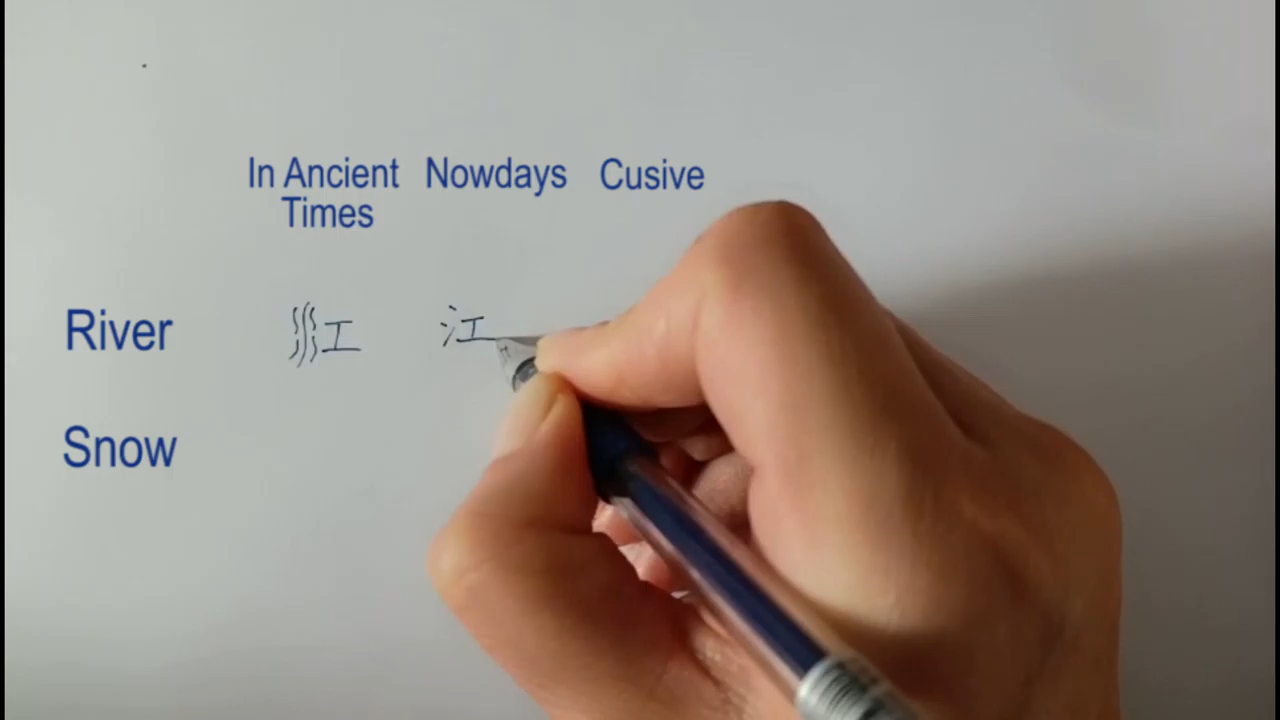 In Ancient Nowdays Cusive
Times
River 江 江
Snow